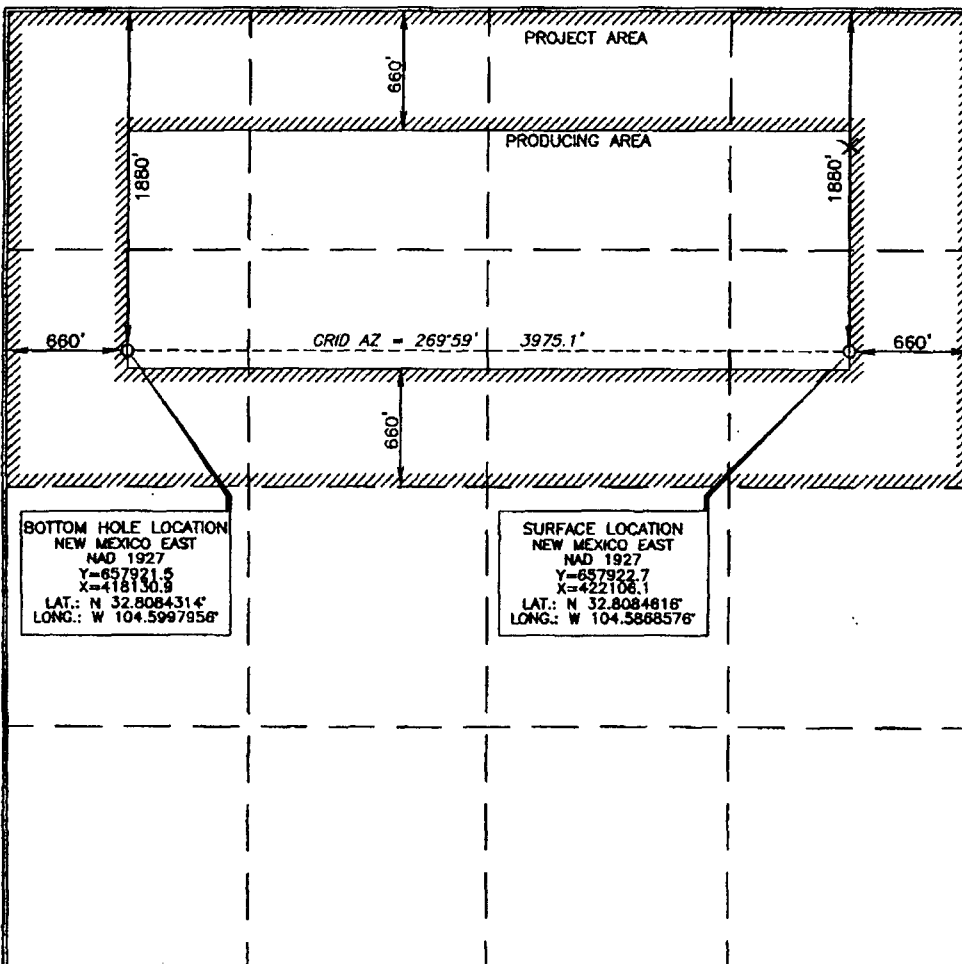 PROJECT AREA
660'
PRODUCING AREA
1880'
1880'
660'
GRID AZ = 269°59' 3975.1'
660'
660'
BOTTOM HOLE LOCATION
NEW MEXICO EAST
NAD 1927
Y=657921.5
X=418130.9
LAT.: N 32.8084314°
LONG.: W 104.5997956°
SURFACE LOCATION
NEW MEXICO EAST
NAD 1927
Y=657922.7
X=422106.1
LAT.: N 32.8084616°
LONG.: W 104.5868576°